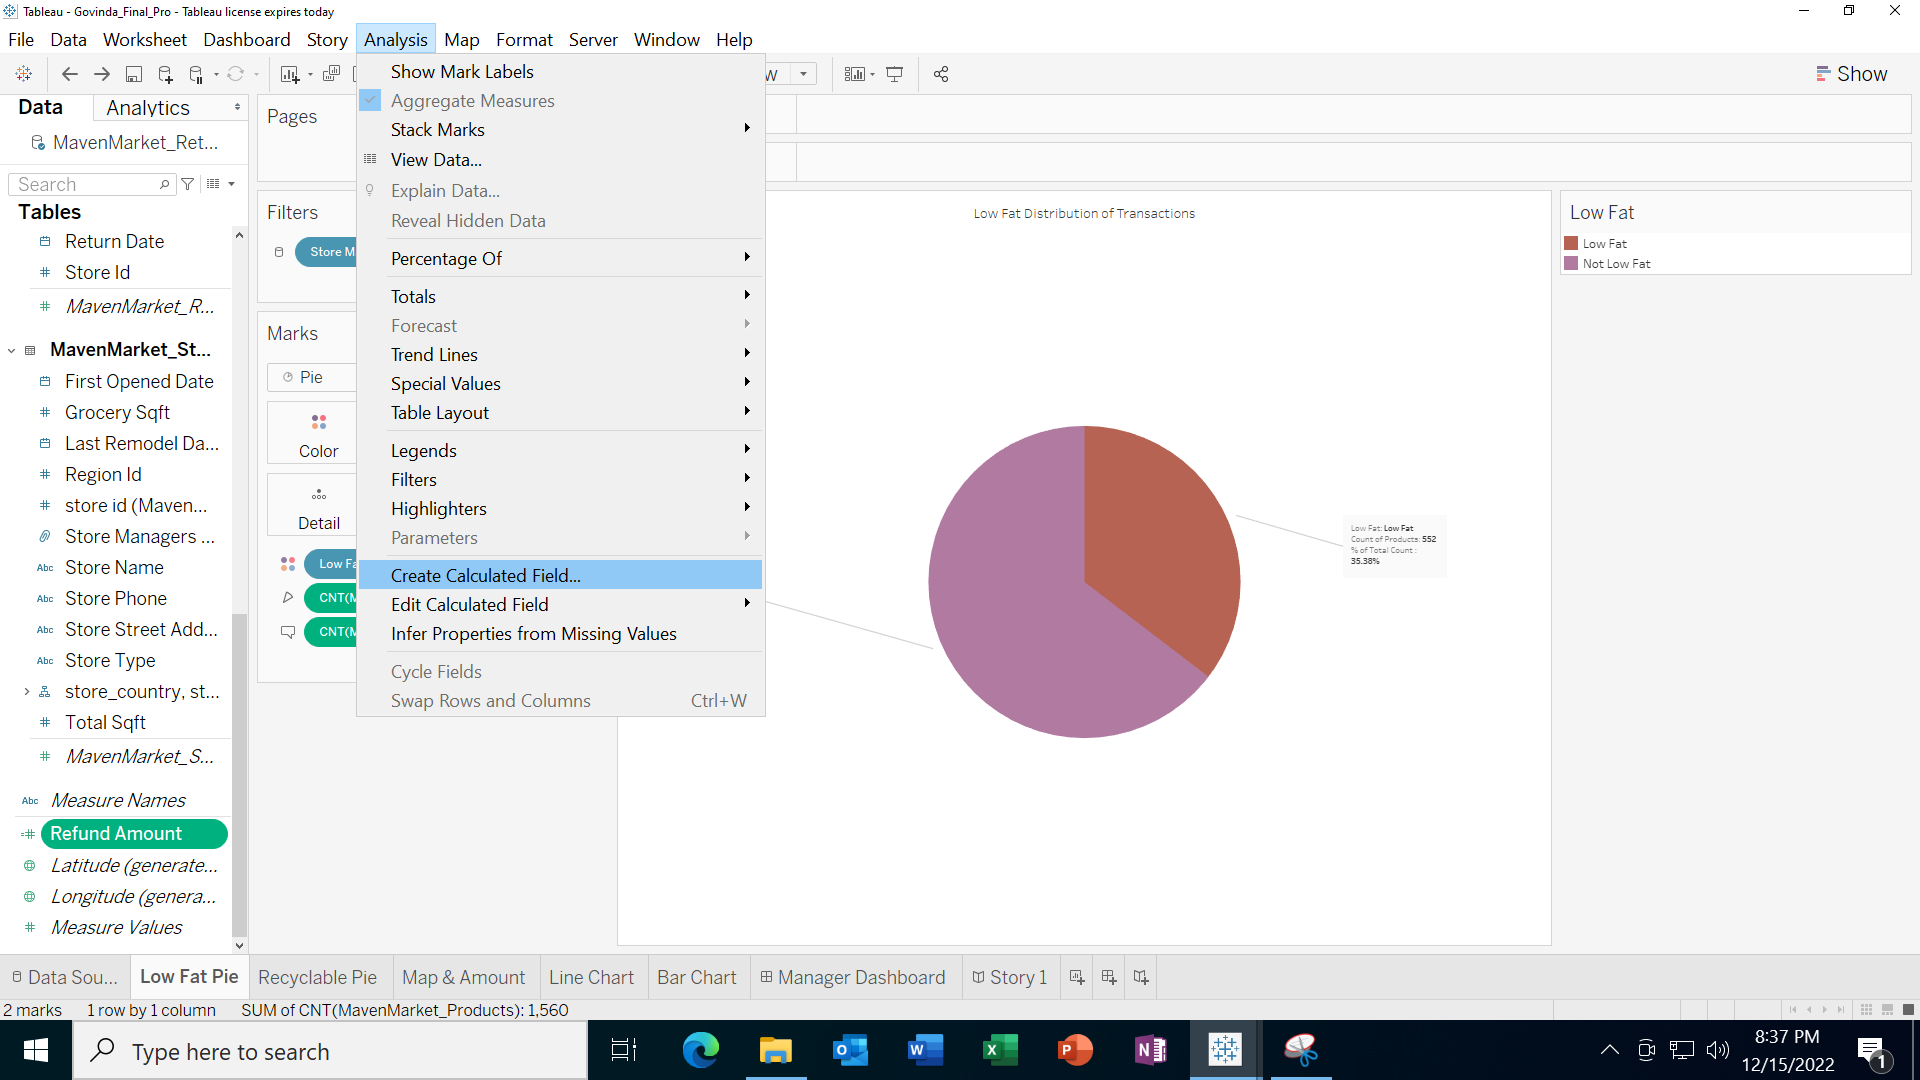 Tableau - Govinda_Final_Pro - Tableau license expires today
File Data Worksheet Dashboard Story Analysis Map Format Server Window Help
Show
Data Analytics
MavenMarket_Ret...
Search
Tables
Return Date
Store Id
MavenMarket_R...
MavenMarket_St...
First Opened Date
Grocery Sqft
Last Remodel Da...
Region Id
store id (Maven...
Store Managers ...
Abc Store Name
Abc Store Phone
Abc Store Street Add...
Abc Store Type
store_country, st...
Total Sqft
MavenMarket_S...
Abc Measure Names
Refund Amount
Latitude (generate...
Longitude (genera...
Measure Values
Pages
Filters
Store M
Marks
Pie
Color
Detail
Low Fa
CNT(M
CNT(M
Show Mark Labels
Aggregate Measures
Stack Marks
View Data...
Explain Data...
Reveal Hidden Data
Percentage Of
Totals
Forecast
Trend Lines
Special Values
Table Layout
Legends
Filters
Highlighters
Parameters
Create Calculated Field...
Edit Calculated Field
Infer Properties from Missing Values
Cycle Fields
Swap Rows and Columns Ctrl+W
Low Fat Distribution of Transactions
Low Fat: Low Fat
Count of Products: 552
% of Total Count :
35.38%
Low Fat
Low Fat
Not Low Fat
Data Sou... Low Fat Pie Recyclable Pie Map & Amount Line Chart Bar Chart Manager Dashboard Story 1
2 marks 1 row by 1 column SUM of CNT(MavenMarket_Products): 1,560
Type here to search
8:37 PM
12/15/2022
1